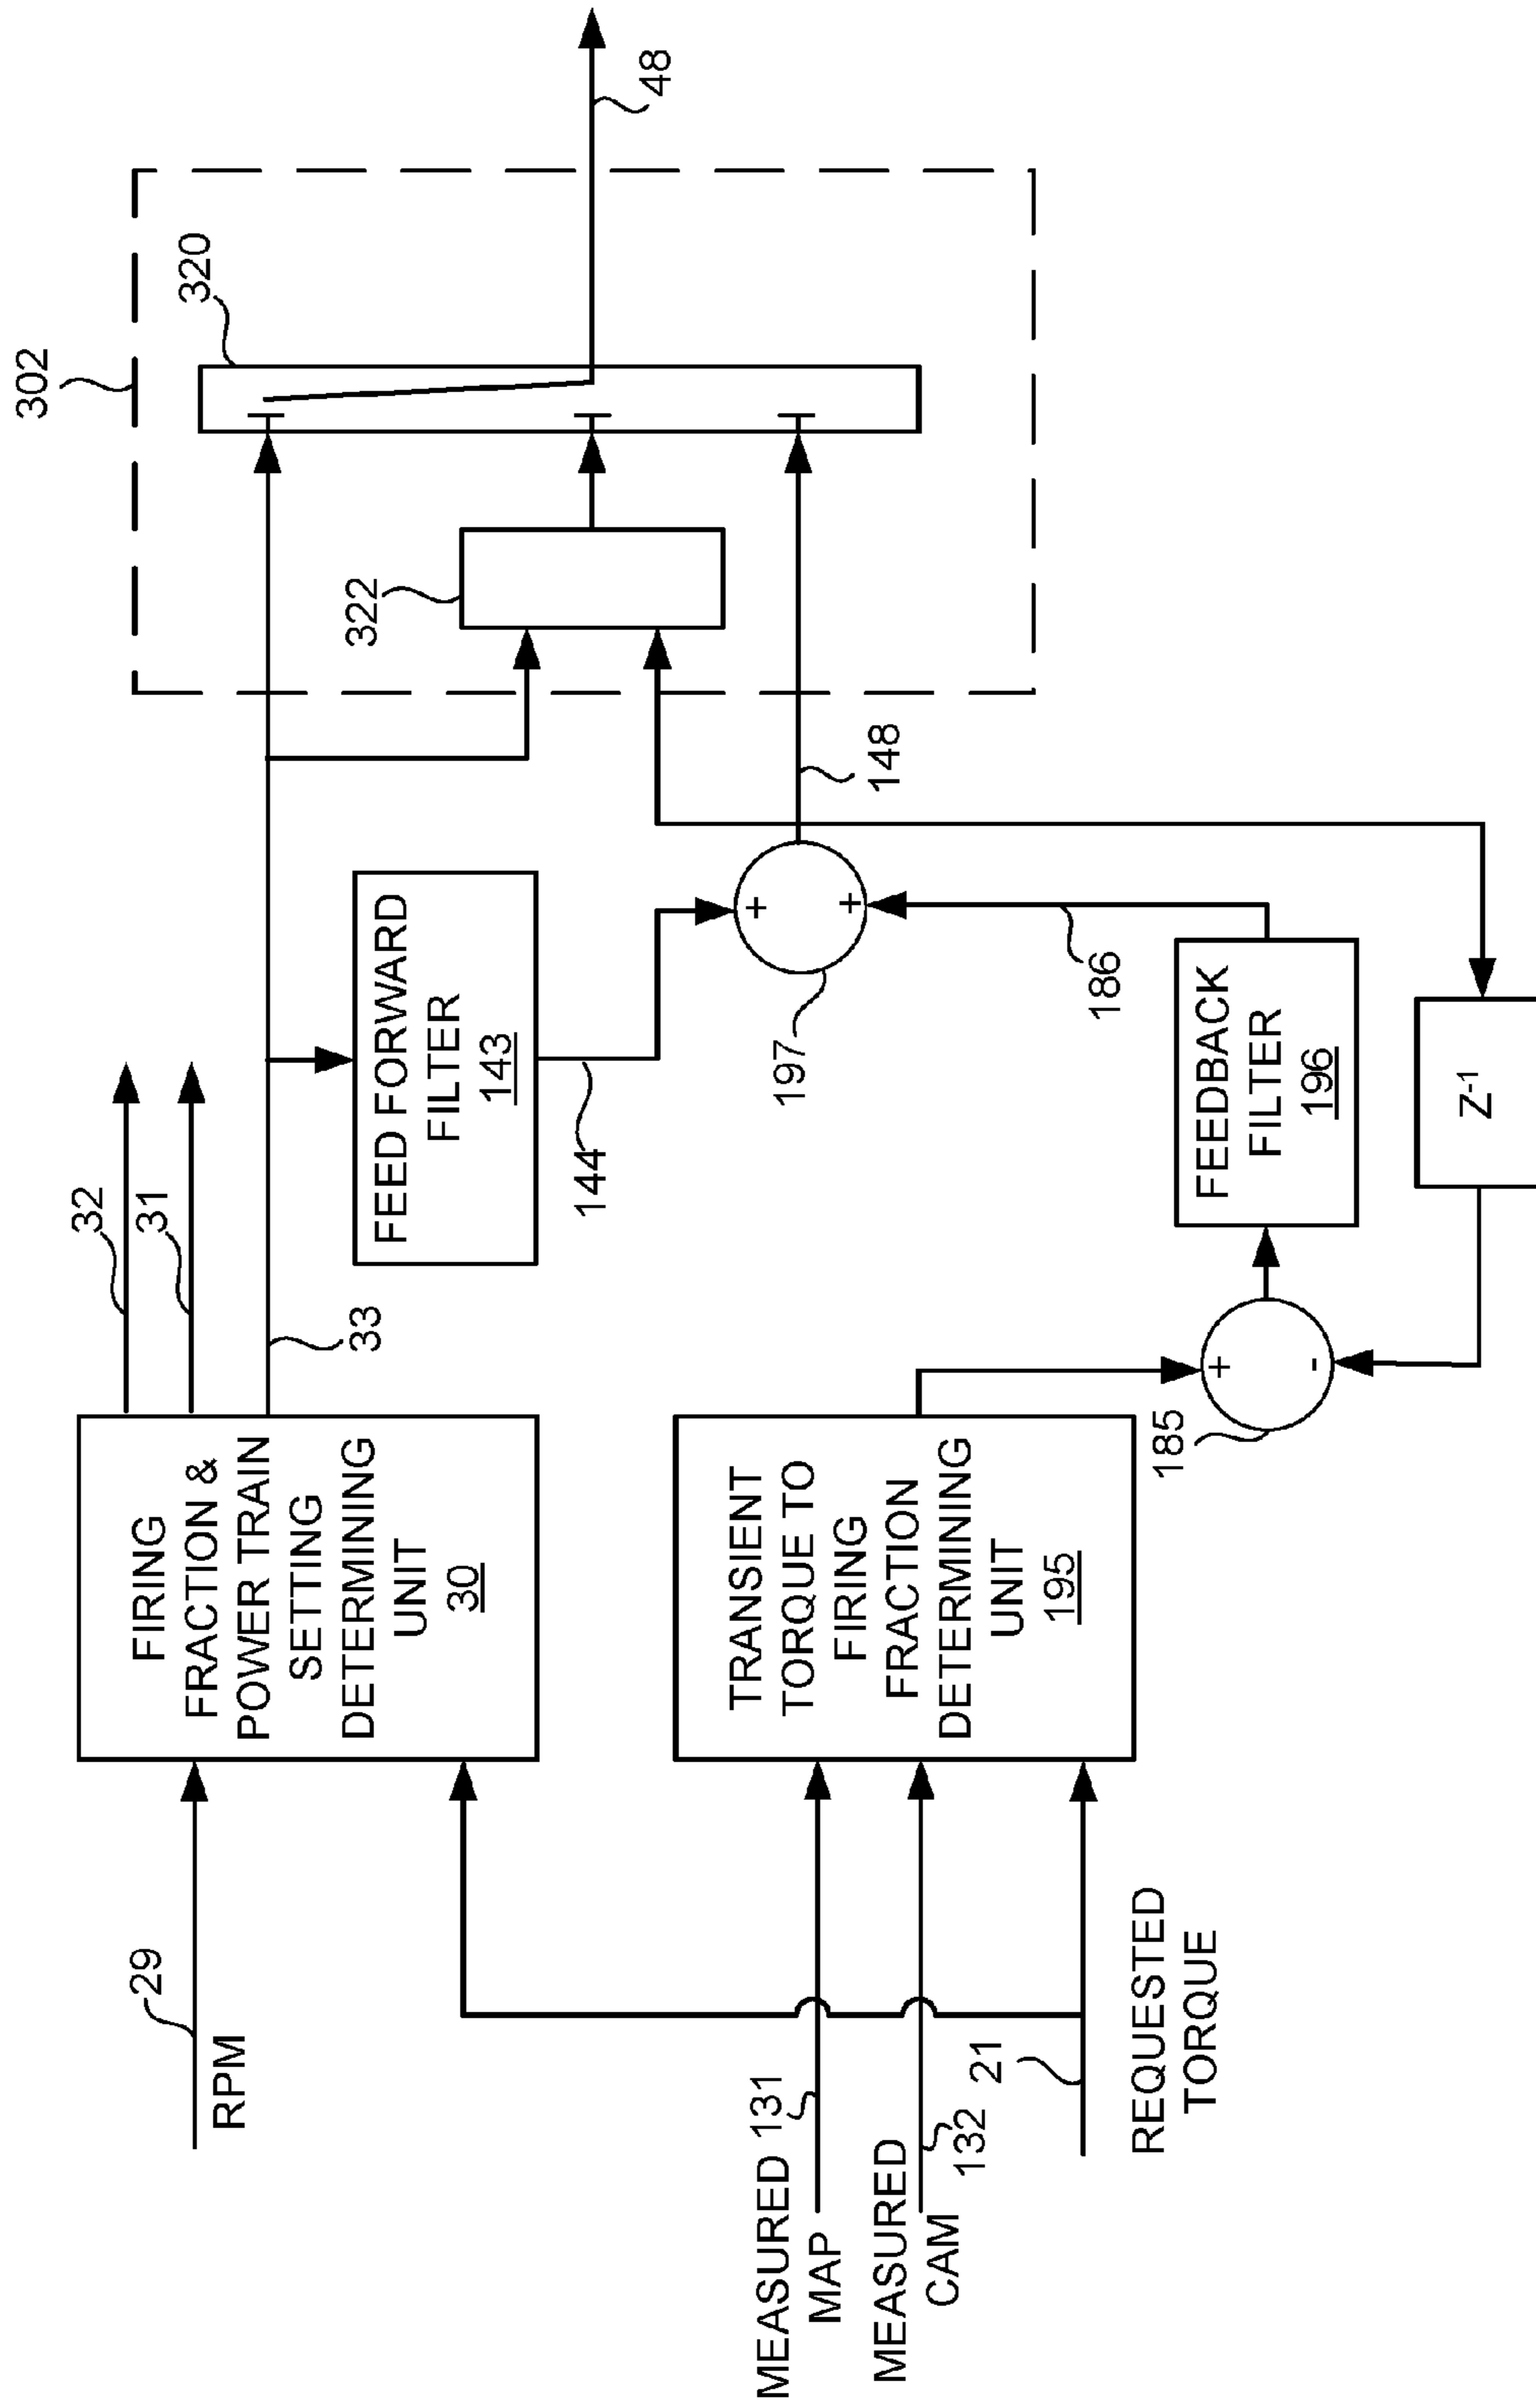 RPM
29
FIRING
FRACTION &
POWER TRAIN
SETTING
DETERMINING
UNIT
30
32
31
33
FEED FORWARD
FILTER
143
144
302
320
322
48
MEASURED
MAP
131
MEASURED
CAM
132
21
REQUESTED
TORQUE
TRANSIENT
TORQUE TO
FIRING
FRACTION
DETERMINING
UNIT
195
185
+
-
FEEDBACK
FILTER
196
186
197
+
+
148
Z-1